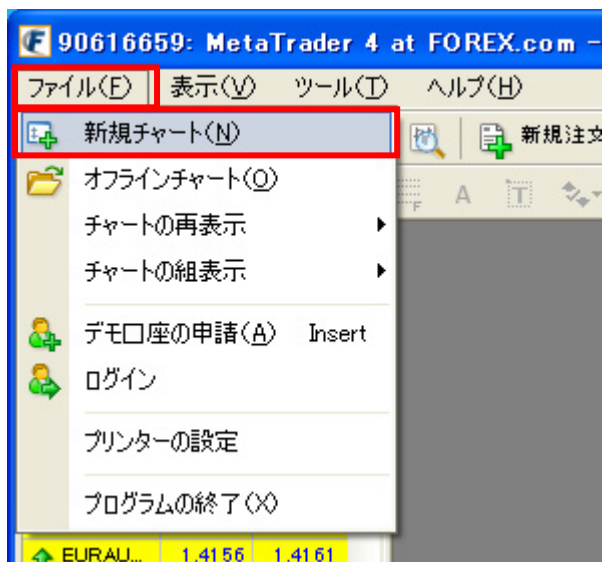 90616659: MetaTrader 4 at FOREX.com -
ファイル(F) 表示(V) ツール(T) ヘルプ(H)
新規チャート(N)
新規注文
オフラインチャート(O)
F A T
チャートの再表示
チャートの組表示
デモ口座の申請(A) Insert
ログイン
プリンターの設定
プログラムの終了(X)
EURAU... 1.4156 1.4161